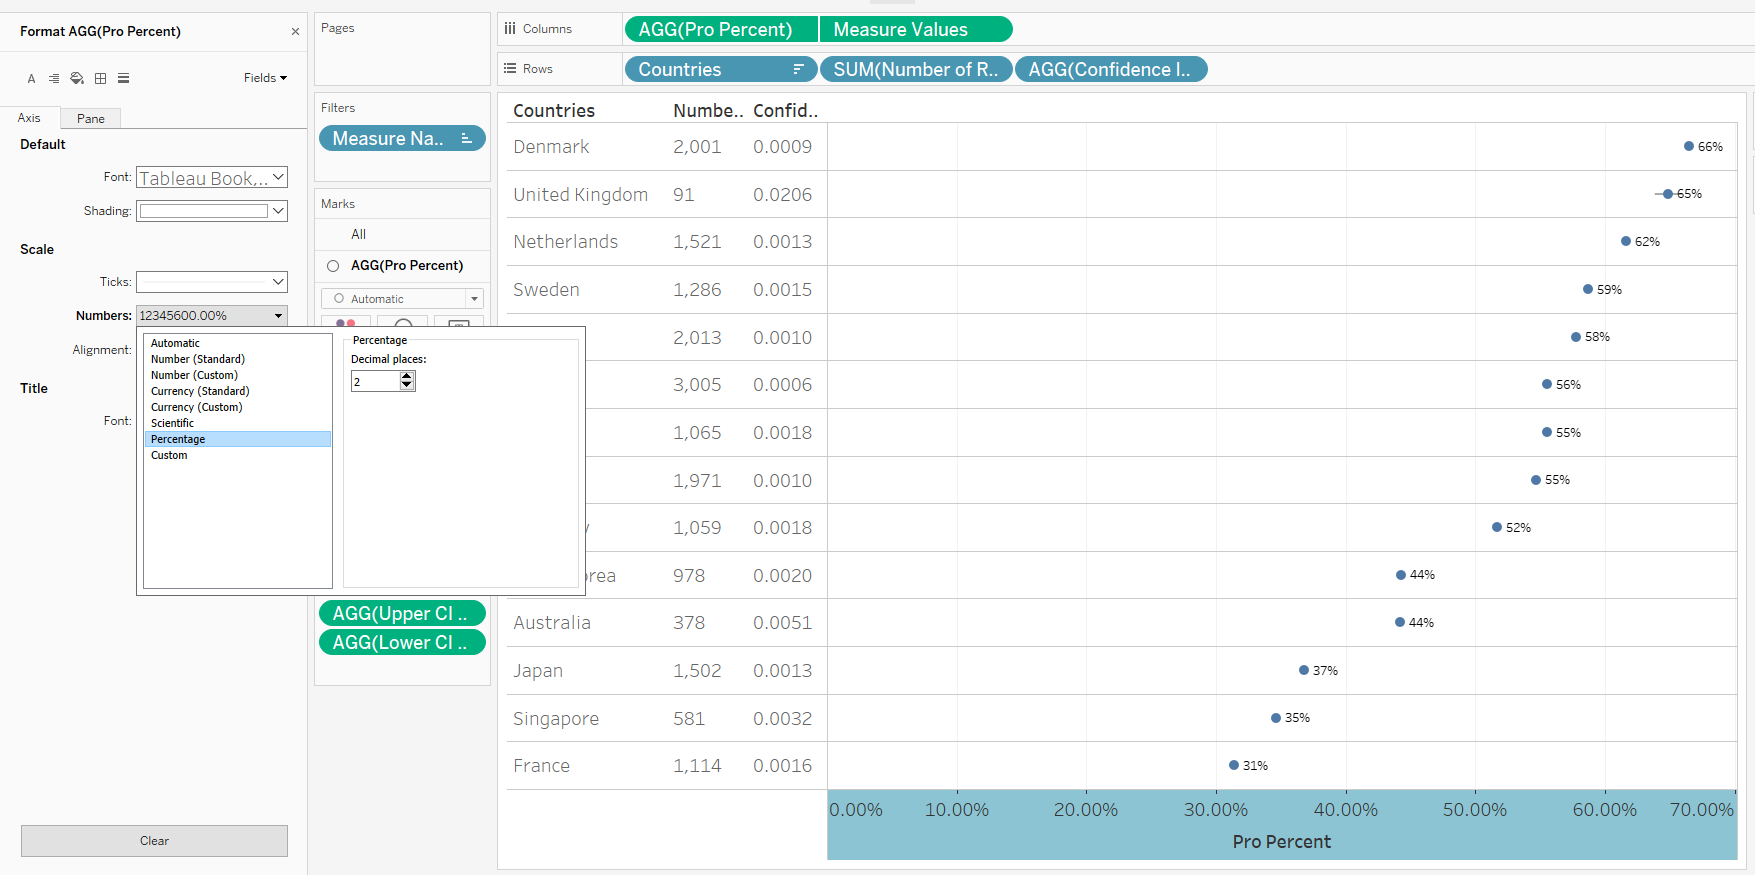 Format AGG(Pro Percent)
Fields
Axis
Pane
Default
Font:
Tableau Book,..
Shading:
Scale
Ticks:
Numbers:
12345600.00%
Alignment:
Title
Font:
Clear
Automatic
Number (Standard)
Number (Custom)
Currency (Standard)
Currency (Custom)
Scientific
Percentage
Custom
Percentage
Decimal places:
2
Pages
Filters
Measure Na..
Marks
All
AGG(Pro Percent)
Automatic
AGG(Upper CI ..
AGG(Lower CI ..
Columns
AGG(Pro Percent)
Measure Values
Rows
Countries
SUM(Number of R..
AGG(Confidence I..
Countries Numbe.. Confid..
Denmark 2,001 0.0009 66%
United Kingdom 91 0.0206 65%
Netherlands 1,521 0.0013 62%
Sweden 1,286 0.0015 59%
2,013 0.0010 58%
3,005 0.0006 56%
1,065 0.0018 55%
1,971 0.0010 55%
1,059 0.0018 52%
rea 978 0.0020 44%
Australia 378 0.0051 44%
Japan 1,502 0.0013 37%
Singapore 581 0.0032 35%
France 1,114 0.0016 31%
0.00% 10.00% 20.00% 30.00% 40.00% 50.00% 60.00% 70.00%
Pro Percent